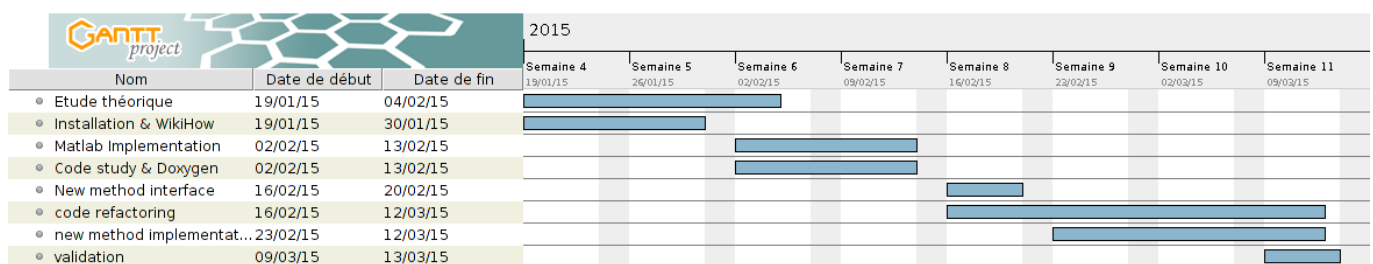 GANTT
project
2015
Semaine 4 Semaine 5 Semaine 6 Semaine 7 Semaine 8 Semaine 9 Semaine 10 Semaine 11
Nom Date de début Date de fin
19/01/15 26/01/15 02/02/15 09/02/15 16/02/15 23/02/15 02/03/15 09/03/15
Etude théorique 19/01/15 04/02/15
Installation & WikiHow 19/01/15 30/01/15
Matlab Implementation 02/02/15 13/02/15
Code study & Doxygen 02/02/15 13/02/15
New method interface 16/02/15 20/02/15
code refactoring 16/02/15 12/03/15
new method implementat... 23/02/15 12/03/15
validation 09/03/15 13/03/15